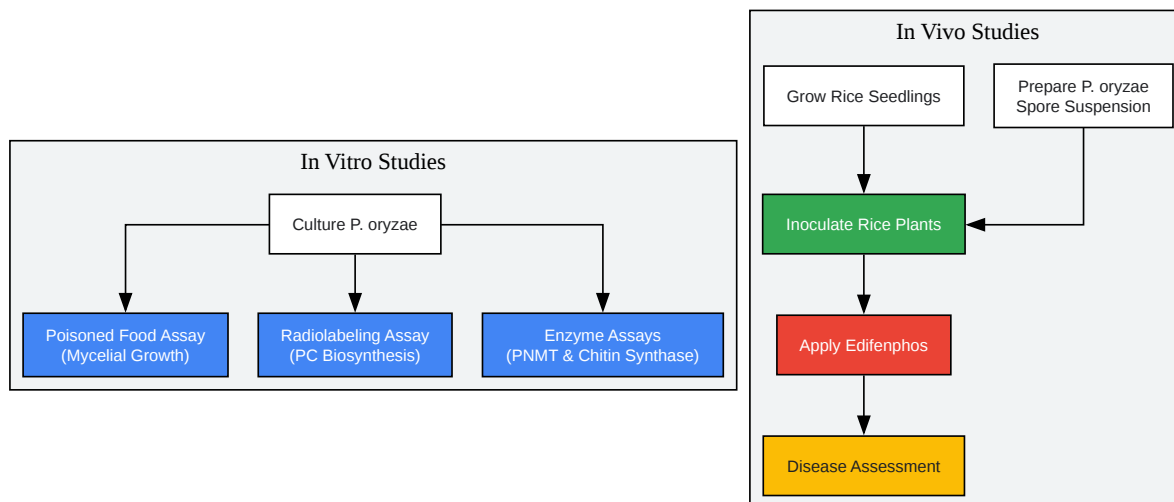 In Vitro Studies
Culture P. oryzae
Poisoned Food Assay
(Mycelial Growth)
Radiolabeling Assay
(PC Biosynthesis)
Enzyme Assays
(PNMT & Chitin Synthase)
In Vivo Studies
Grow Rice Seedlings
Prepare P. oryzae
Spore Suspension
Inoculate Rice Plants
Apply Edifenphos
Disease Assessment